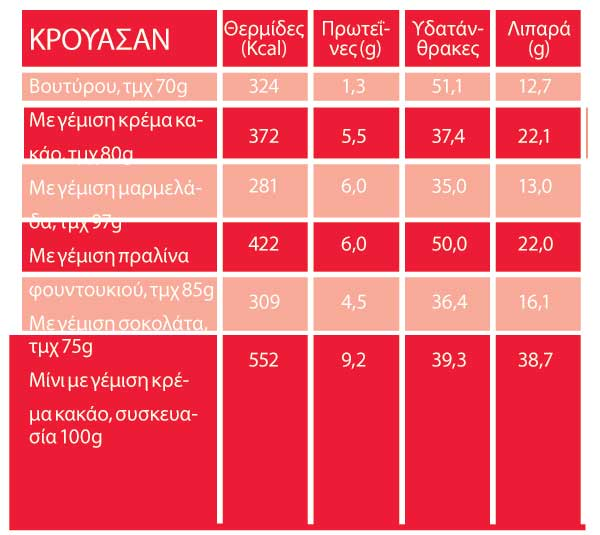 ΚΡΟΥΑΣΑΝ Θερμίδες (Kcal) Πρωτεΐνες (g) Υδατάνθρακες Λιπαρά (g)
Βουτύρου, τμχ 70g 324 1,3 51,1 12,7
Με γέμιση κρέμα κα-
κάο, τμχ 80g 372 5,5 37,4 22,1
Με γέμιση μαρμελά-
δα, τμχ 97g 281 6,0 35,0 13,0
Με γέμιση πραλίνα
φουντουκιού, τμχ 85g 422 6,0 50,0 22,0
Με γέμιση σοκολάτα,
τμχ 75g 309 4,5 36,4 16,1
Μίνι με γέμιση κρέ-
μα κακάο, συσκευα-
σία 100g 552 9,2 39,3 38,7